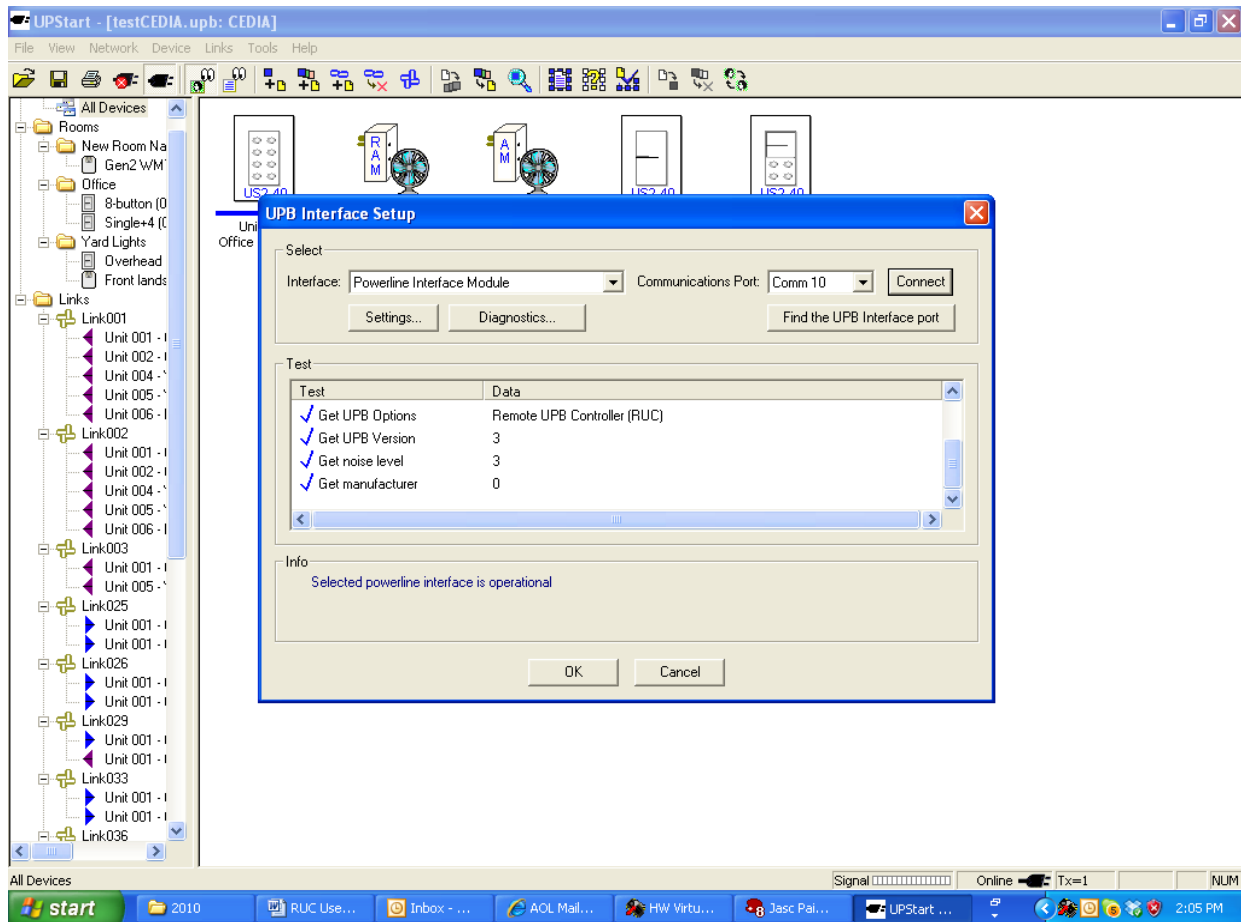 UPStart - [testCEDIA.upb: CEDIA]
File View Network Device Links Tools Help
All Devices
Rooms
New Room Na
Gen2 WM
Office
8-button (0
Single+4 (0
Yard Lights
Overhead
Front lands
Links
Link001
Unit 001 -
Unit 002 -
Unit 004 -
Unit 005 -
Unit 006 -
Link002
Unit 001 -
Unit 002 -
Unit 004 -
Unit 005 -
Unit 006 -
Link003
Unit 001 -
Unit 005 -
Link025
Unit 001 -
Unit 001 -
Link026
Unit 001 -
Unit 001 -
Link029
Unit 001 -
Unit 001 -
Link033
Unit 001 -
Unit 001 -
Link036
US2 40
RAM
AM
US2 40
US2 40
Uni
Office
UPB Interface Setup
Select
Interface: Powerline Interface Module Communications Port: Comm 10 Connect
Settings... Diagnostics... Find the UPB Interface port
Test
Test Data
Get UPB Options Remote UPB Controller (RUC)
Get UPB Version 3
Get noise level 3
Get manufacturer 0
Info
Selected powerline interface is operational
OK Cancel
All Devices Signal Online Tx=1 NUM
start 2010 RUC Use... Inbox - ... AOL Mail... HW Virtu... Jasc Pai... UPStart ... 2:05 PM